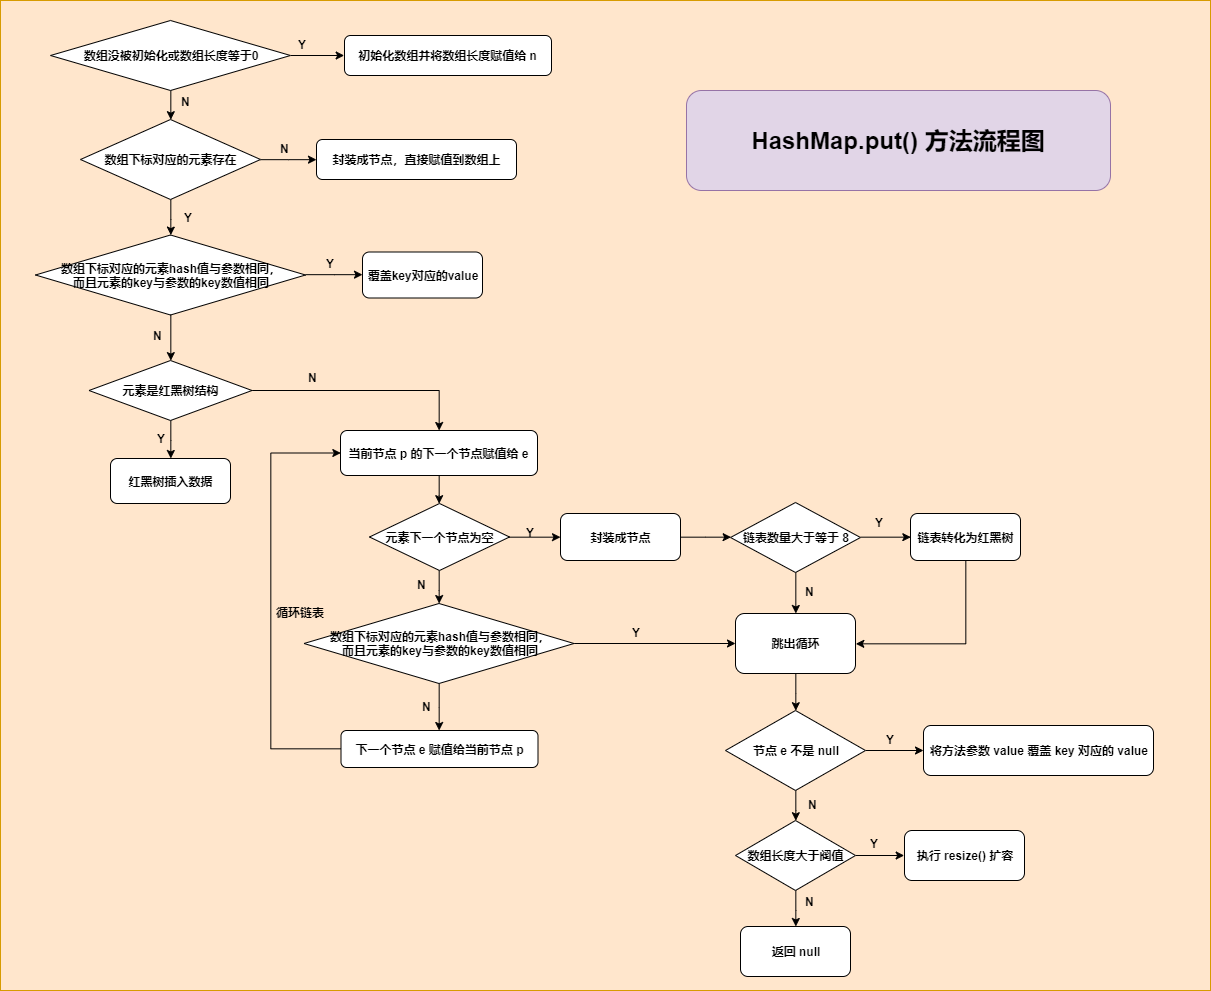 数组没被初始化或数组长度等于0
Y
初始化数组并将数组长度赋值给 n
N
HashMap.put() 方法流程图
数组下标对应的元素存在
N
封装成节点，直接赋值到数组上
Y
数组下标对应的元素hash值与参数相同，
而且元素的key与参数的key数值相同
Y
覆盖key对应的value
N
元素是红黑树结构
N
Y
红黑树插入数据
当前节点 p 的下一个节点赋值给 e
元素下一个节点为空
Y
封装成节点
链表数量大于等于 8
Y
链表转化为红黑树
N
N
循环链表
数组下标对应的元素hash值与参数相同，
而且元素的key与参数的key数值相同
Y
跳出循环
N
下一个节点 e 赋值给当前节点 p
节点 e 不是 null
Y
将方法参数 value 覆盖 key 对应的 value
N
数组长度大于阀值
Y
执行 resize() 扩容
N
返回 null